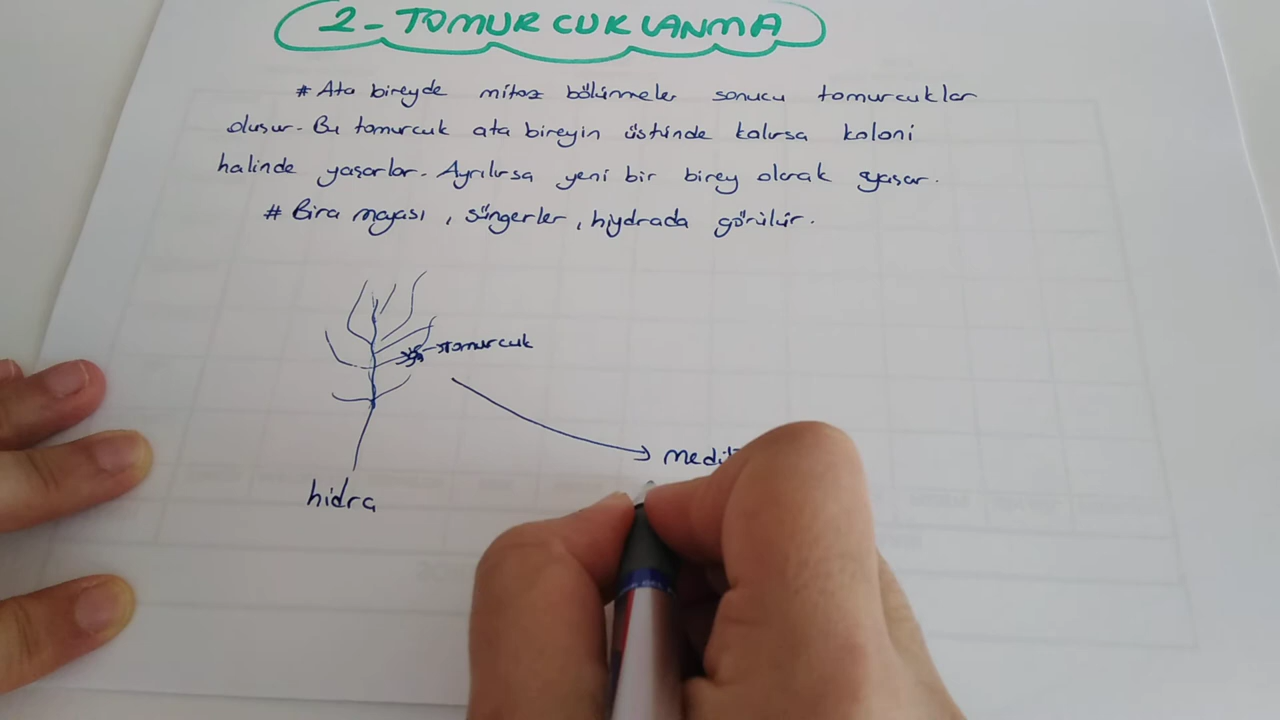 2- TOMURCUKLANMA
# Ata bireyde mitoz bölünmeler sonucu tomurcuklar
oluşur. Bu tomurcuk ata bireyin üstünde kalırsa koloni
halinde yaşarlar. Ayrılırsa yeni bir birey olarak yaşar.
# Bira mayası, süngerler, hiydrada görülür.
tomurcuk
hidra